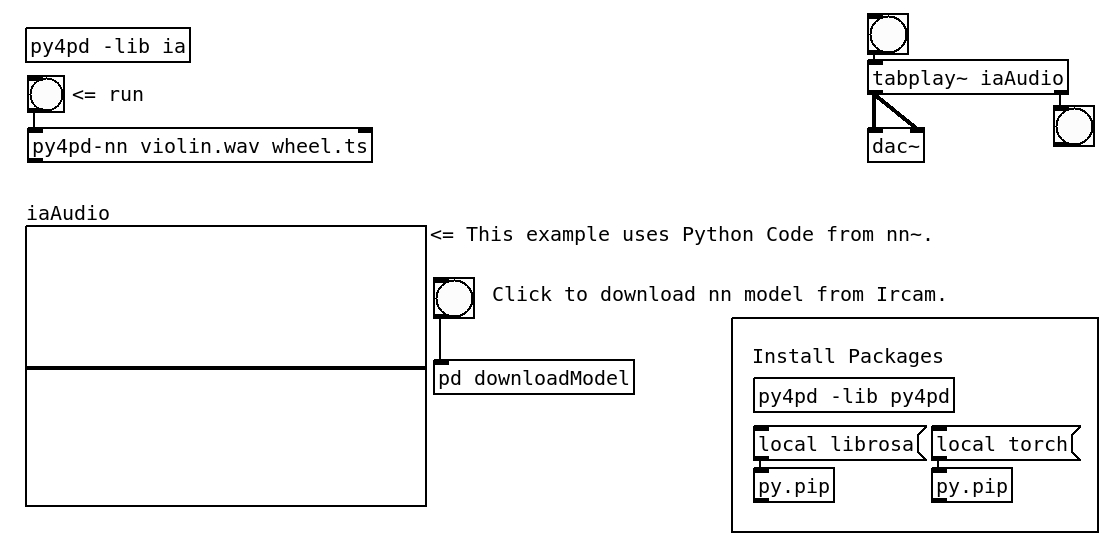 py4pd -lib ia
<= run
py4pd-nn violin.wav wheel.ts
tabplay~ iaAudio
dac~
iaAudio
<= This example uses Python Code from nn~.
Click to download nn model from Ircam.
pd downloadModel
Install Packages
py4pd -lib py4pd
local librosa
local torch
py.pip
py.pip